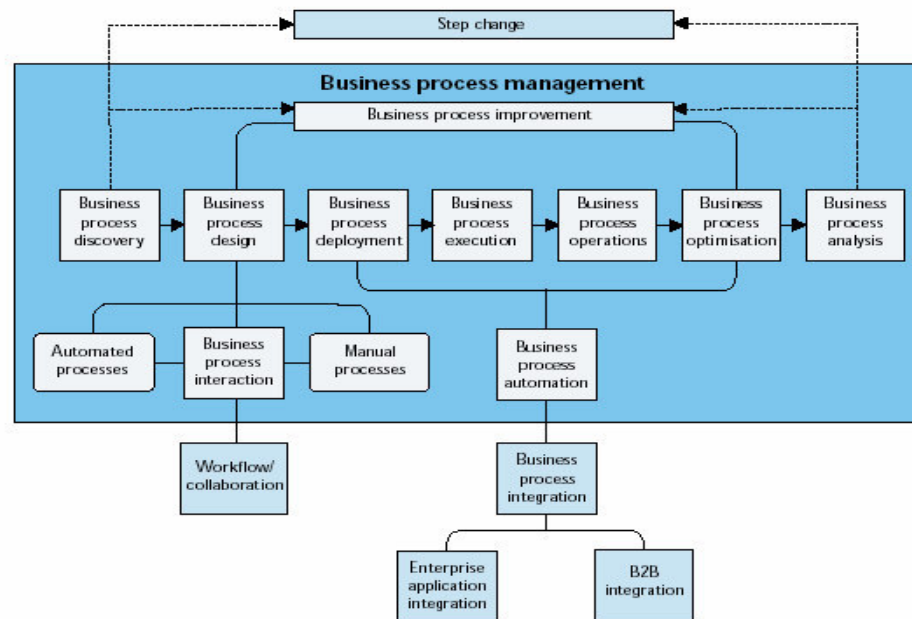 Step change
Business process management
Business process improvement
Business
process
discovery
Business
process
design
Business
process
deployment
Business
process
execution
Business
process
operations
Business
process
optimisation
Business
process
analysis
Automated
processes
Business
process
interaction
Manual
processes
Business
process
automation
Workflow/
collaboration
Business
process
integration
Enterprise
application
integration
B2B
integration